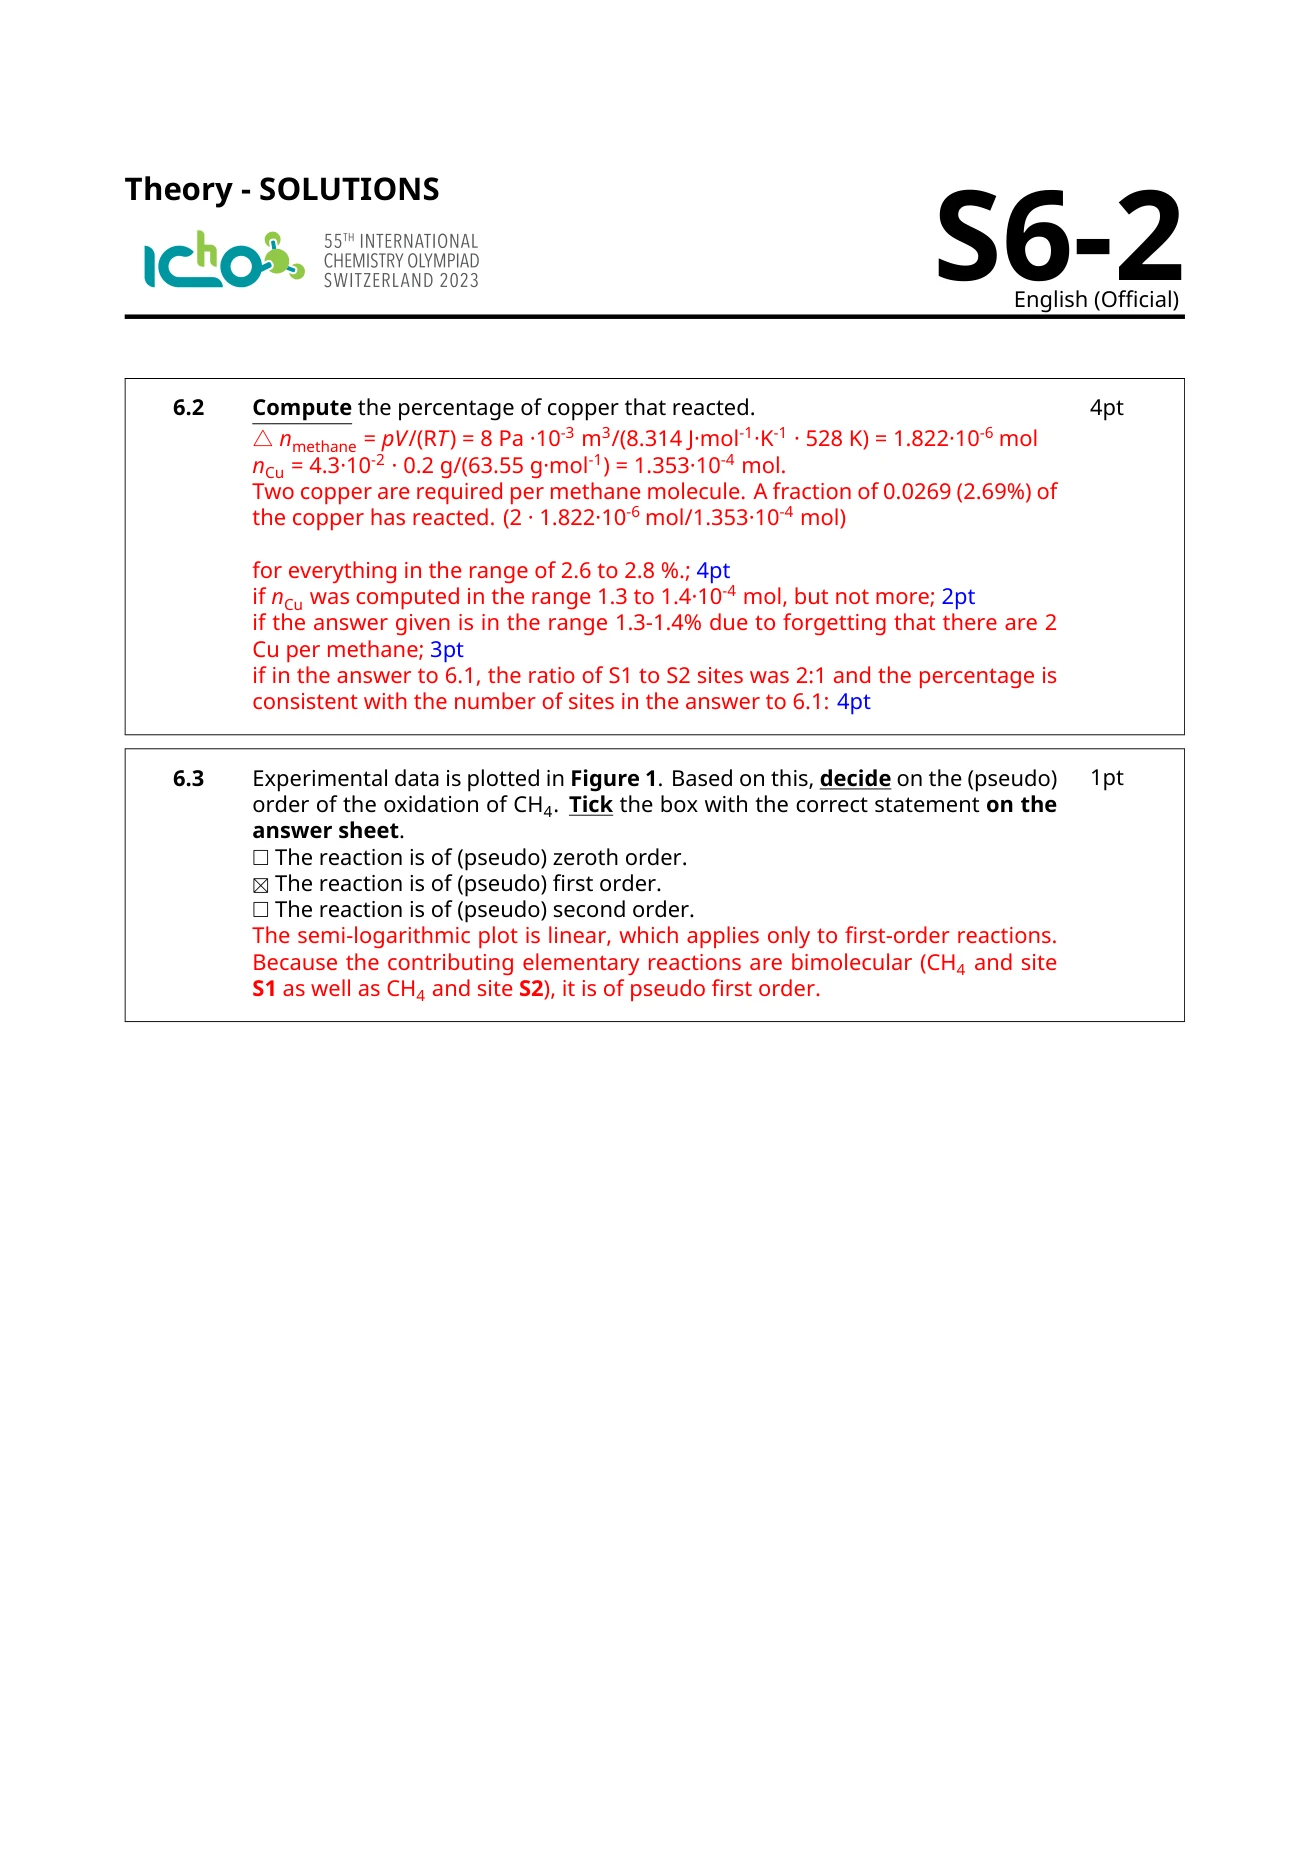 Theory - SOLUTIONS
IChO
55TH INTERNATIONAL
CHEMISTRY OLYMPIAD
SWITZERLAND 2023
S6-2
English (Official)
6.2 Compute the percentage of copper that reacted. 4pt
△ nmethane = pV/(RT) = 8 Pa ·10-3 m3/(8.314 J·mol-1·K-1 · 528 K) = 1.822·10-6 mol
nCu = 4.3·10-2 · 0.2 g/(63.55 g·mol-1) = 1.353·10-4 mol.
Two copper are required per methane molecule. A fraction of 0.0269 (2.69%) of
the copper has reacted. (2 · 1.822·10-6 mol/1.353·10-4 mol)
for everything in the range of 2.6 to 2.8 %.; 4pt
if nCu was computed in the range 1.3 to 1.4·10-4 mol, but not more; 2pt
if the answer given is in the range 1.3-1.4% due to forgetting that there are 2
Cu per methane; 3pt
if in the answer to 6.1, the ratio of S1 to S2 sites was 2:1 and the percentage is
consistent with the number of sites in the answer to 6.1: 4pt
6.3 Experimental data is plotted in Figure 1. Based on this, decide on the (pseudo) 1pt
order of the oxidation of CH4. Tick the box with the correct statement on the
answer sheet.
☐ The reaction is of (pseudo) zeroth order.
☒ The reaction is of (pseudo) first order.
☐ The reaction is of (pseudo) second order.
The semi-logarithmic plot is linear, which applies only to first-order reactions.
Because the contributing elementary reactions are bimolecular (CH4 and site
S1 as well as CH4 and site S2), it is of pseudo first order.